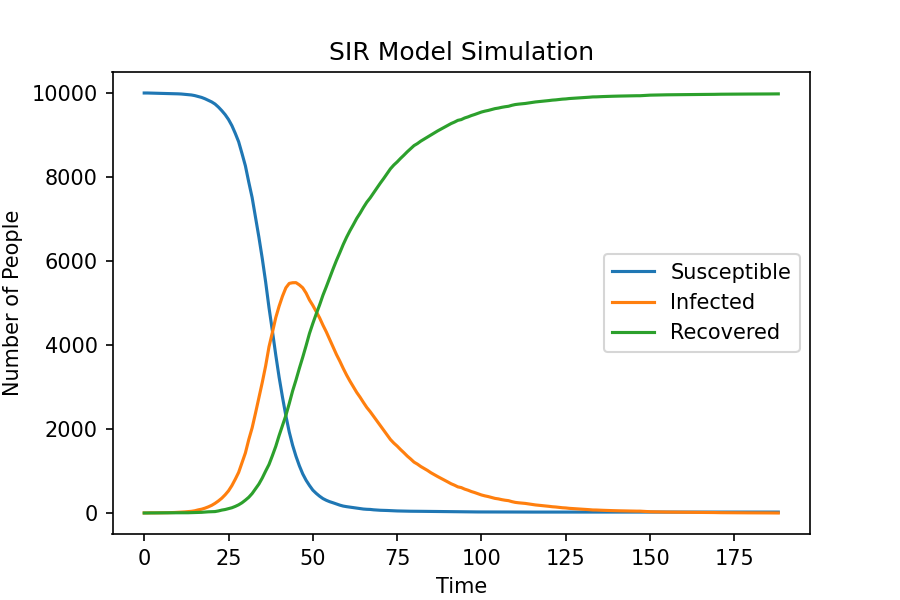 SIR Model Simulation
Number of People
10000
8000
6000
4000
2000
0
Susceptible
Infected
Recovered
0 25 50 75 100 125 150 175
Time